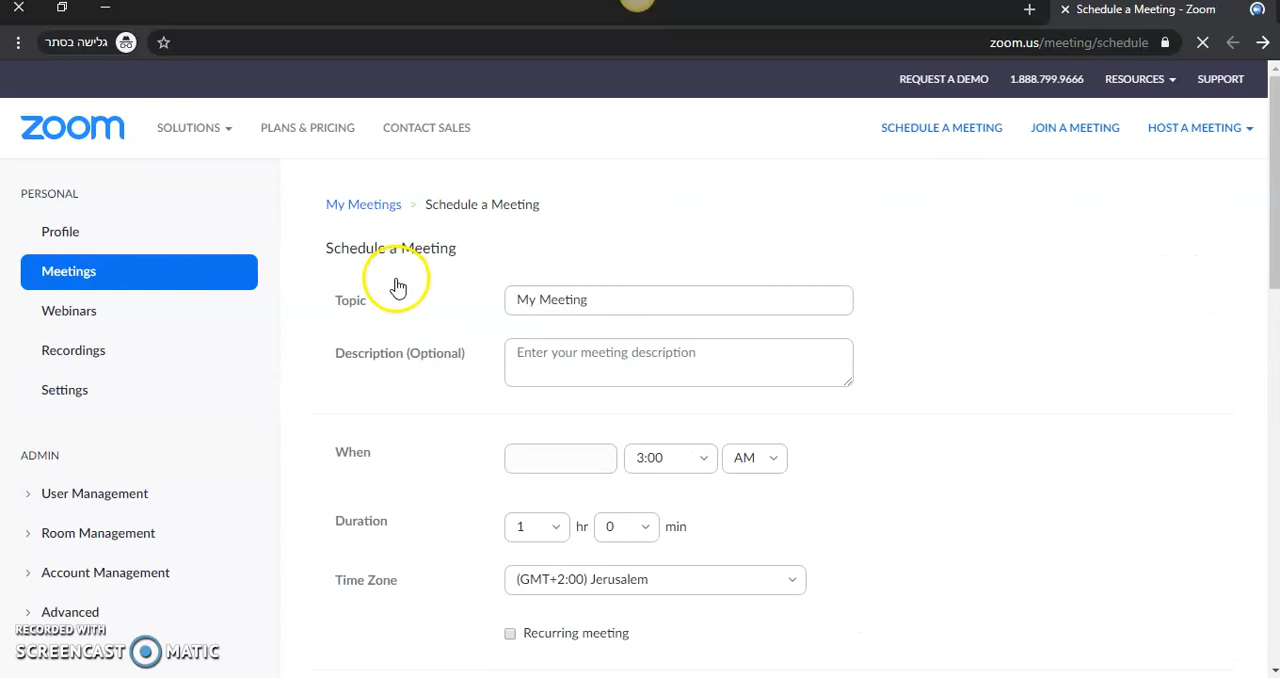 Schedule a Meeting - Zoom
גלישה בסתר
zoom.us/meeting/schedule
REQUEST A DEMO 1.888.799.9666 RESOURCES SUPPORT
zoom SOLUTIONS PLANS & PRICING CONTACT SALES SCHEDULE A MEETING JOIN A MEETING HOST A MEETING
PERSONAL
Profile
Meetings
Webinars
Recordings
Settings
ADMIN
User Management
Room Management
Account Management
Advanced
My Meetings > Schedule a Meeting
Schedule a Meeting
Topic My Meeting
Description (Optional) Enter your meeting description
When 3:00 AM
Duration 1 hr 0 min
Time Zone (GMT+2:00) Jerusalem
Recurring meeting
RECORDED WITH
SCREENCAST MATIC